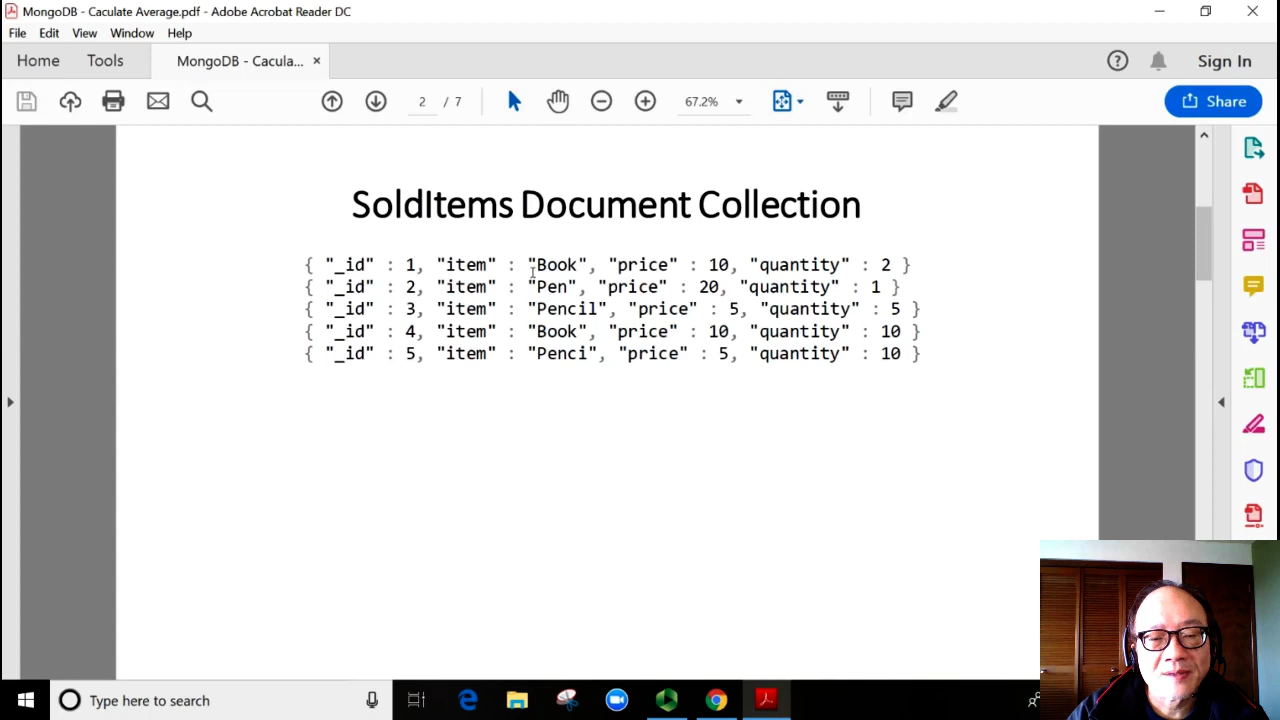 MongoDB - Caculate Average.pdf - Adobe Acrobat Reader DC
File Edit View Window Help
Home Tools MongoDB - Cacula... × Sign In
2 / 7 67.2% Share
SoldItems Document Collection
{ "_id" : 1, "item" : "Book", "price" : 10, "quantity" : 2 }
{ "_id" : 2, "item" : "Pen", "price" : 20, "quantity" : 1 }
{ "_id" : 3, "item" : "Pencil", "price" : 5, "quantity" : 5 }
{ "_id" : 4, "item" : "Book", "price" : 10, "quantity" : 10 }
{ "_id" : 5, "item" : "Penci", "price" : 5, "quantity" : 10 }
Type here to search